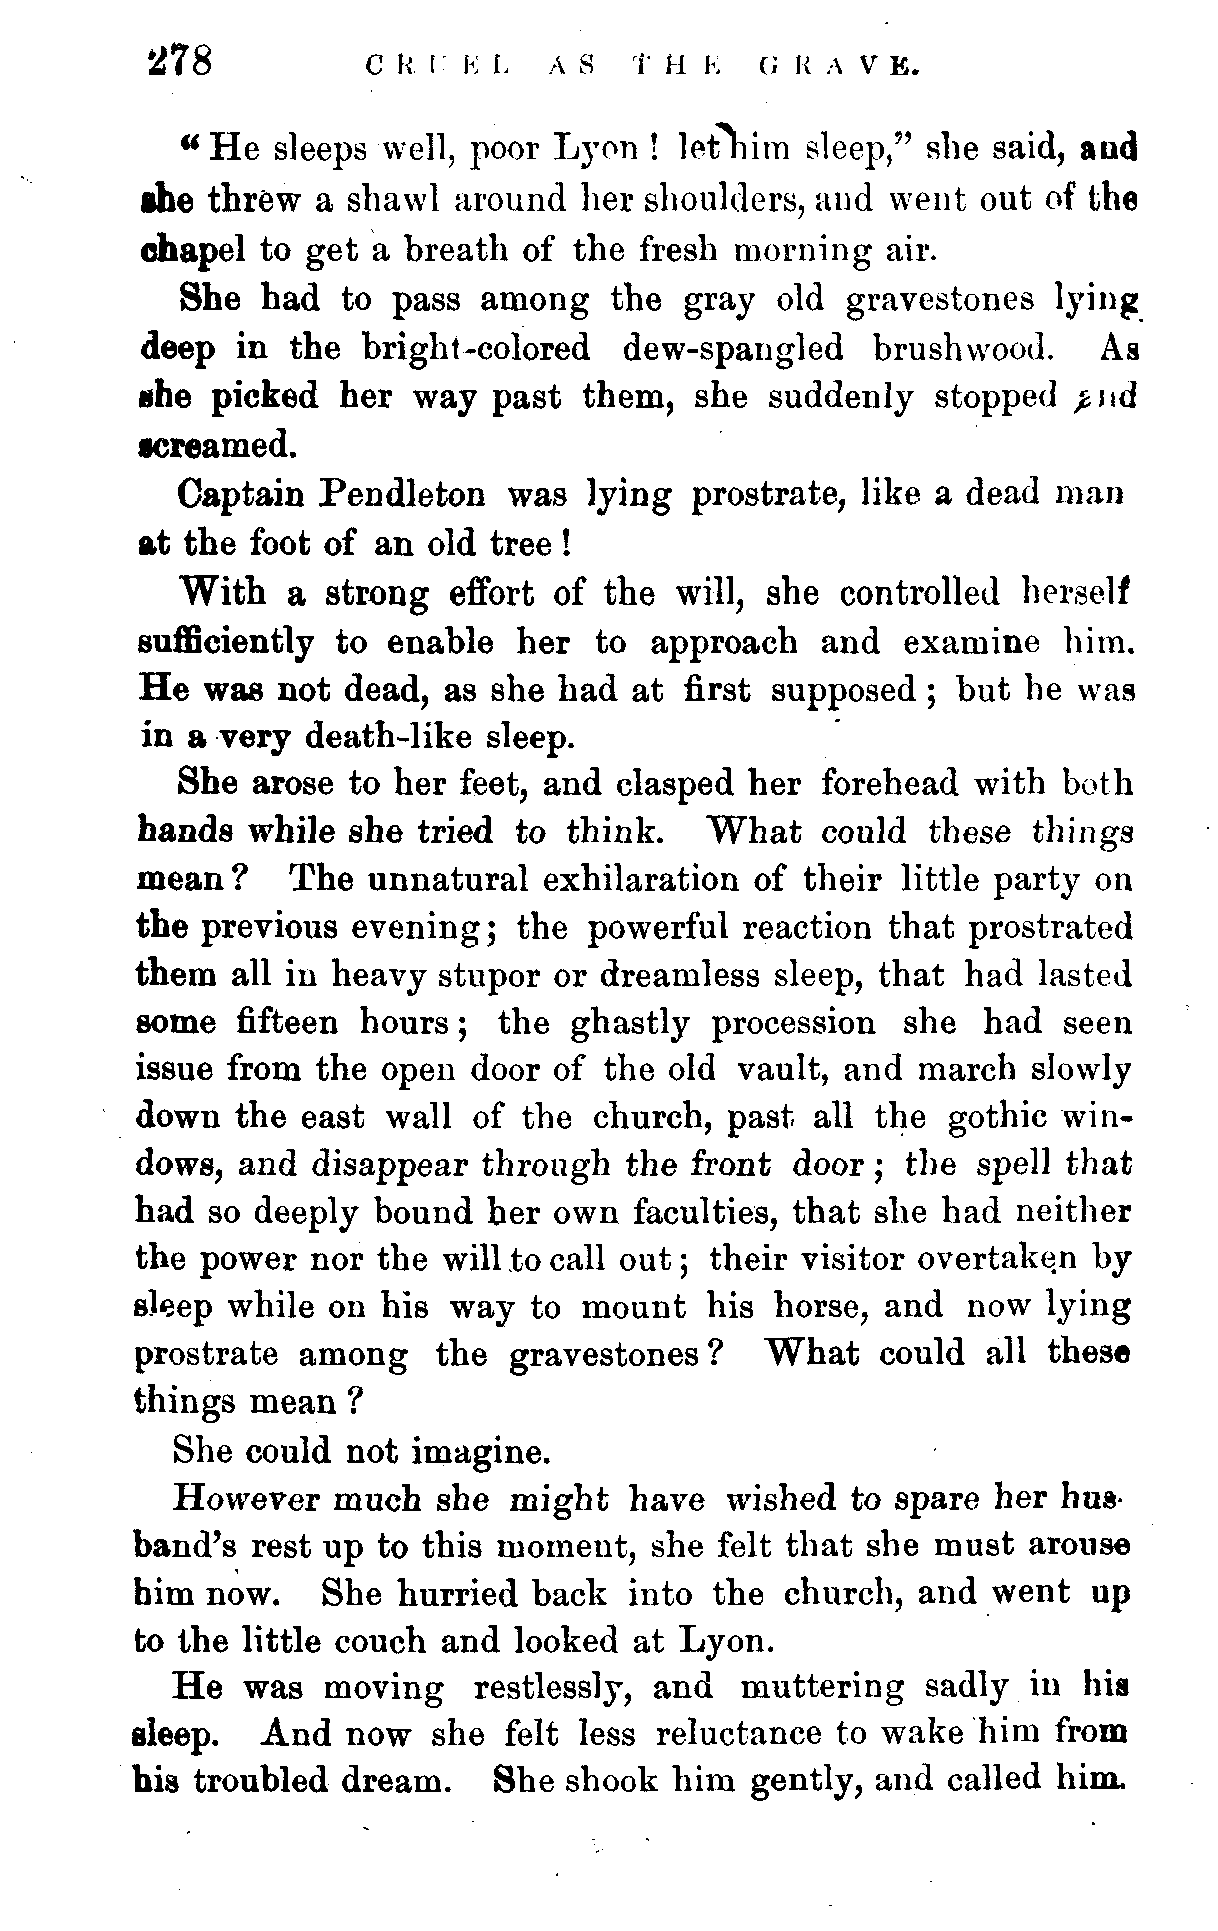 278 CRUEL AS THE GRAVE.
“He sleeps well, poor Lyon ! let him sleep,” she said, and
she threw a shawl around her shoulders, and went out of the
chapel to get a breath of the fresh morning air.
She had to pass among the gray old gravestones lying
deep in the bright-colored dew-spangled brushwood. As
she picked her way past them, she suddenly stopped and
screamed.
Captain Pendleton was lying prostrate, like a dead man
at the foot of an old tree !
With a strong effort of the will, she controlled herself
sufficiently to enable her to approach and examine him.
He was not dead, as she had at first supposed ; but he was
in a very death-like sleep.
She arose to her feet, and clasped her forehead with both
hands while she tried to think. What could these things
mean ? The unnatural exhilaration of their little party on
the previous evening; the powerful reaction that prostrated
them all in heavy stupor or dreamless sleep, that had lasted
some fifteen hours ; the ghastly procession she had seen
issue from the open door of the old vault, and march slowly
down the east wall of the church, past all the gothic win-
dows, and disappear through the front door ; the spell that
had so deeply bound her own faculties, that she had neither
the power nor the will to call out ; their visitor overtaken by
sleep while on his way to mount his horse, and now lying
prostrate among the gravestones ? What could all these
things mean ?
She could not imagine.
However much she might have wished to spare her hus-
band’s rest up to this moment, she felt that she must arouse
him now. She hurried back into the church, and went up
to the little couch and looked at Lyon.
He was moving restlessly, and muttering sadly in his
sleep. And now she felt less reluctance to wake him from
his troubled dream. She shook him gently, and called him.